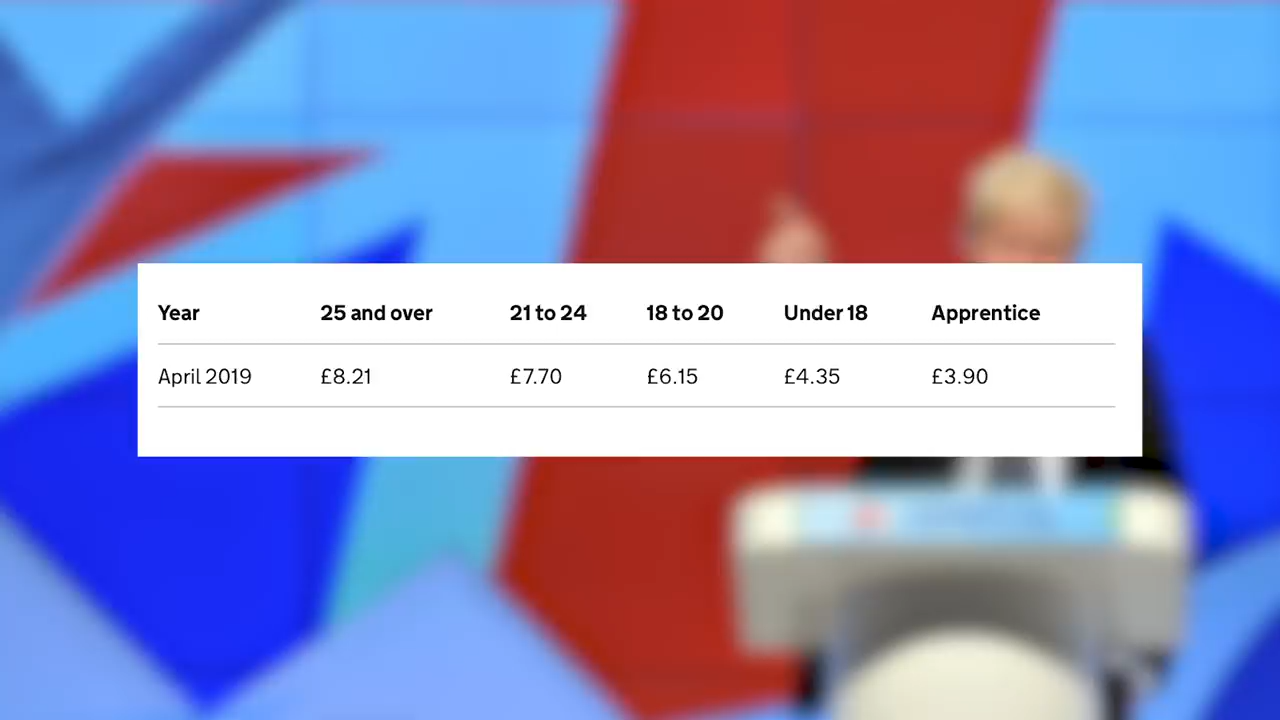 Year 25 and over 21 to 24 18 to 20 Under 18 Apprentice
April 2019 £8.21 £7.70 £6.15 £4.35 £3.90